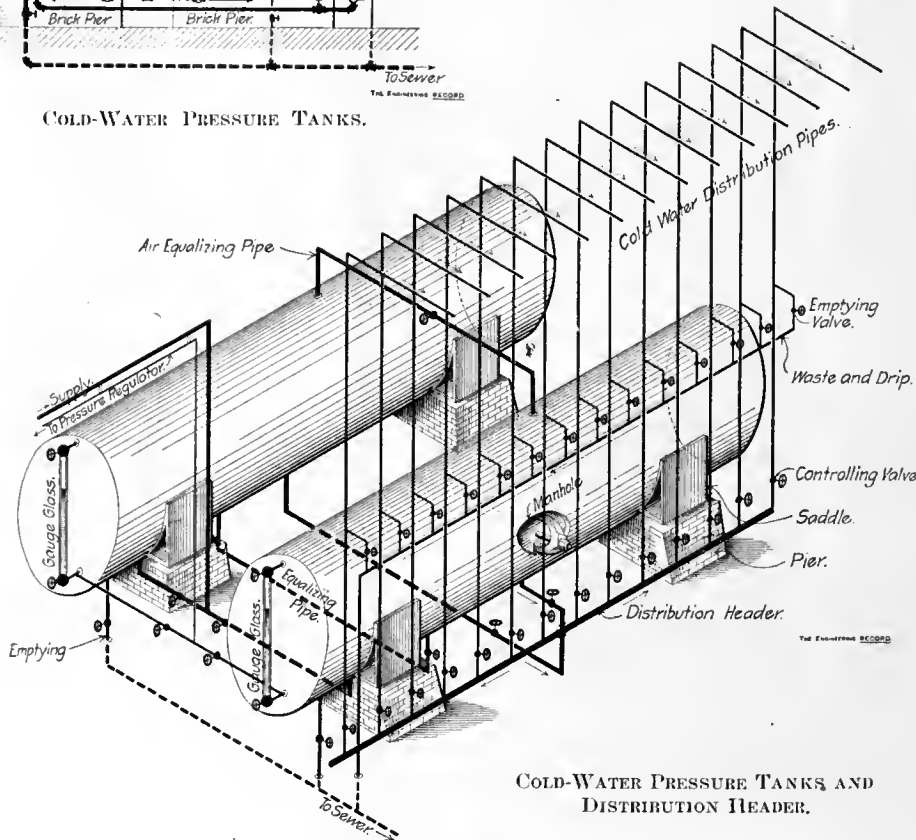 Brick Pier
Brick Pier.
To Sewer
THE ENGINEERING RECORD
COLD-WATER PRESSURE TANKS.
Cold Water Distribution Pipes.
Air Equalizing Pipe
Emptying
Valve.
Waste and Drip.
Supply.
To Pressure Regulator.
Controlling Valve
Gauge Glass.
Manhole
Saddle.
Pier.
Gauge Glass.
Equalizing
Pipe.
Distribution Header.
THE ENGINEERING RECORD
Emptying
To Sewer.
COLD-WATER PRESSURE TANKS AND
DISTRIBUTION HEADER.